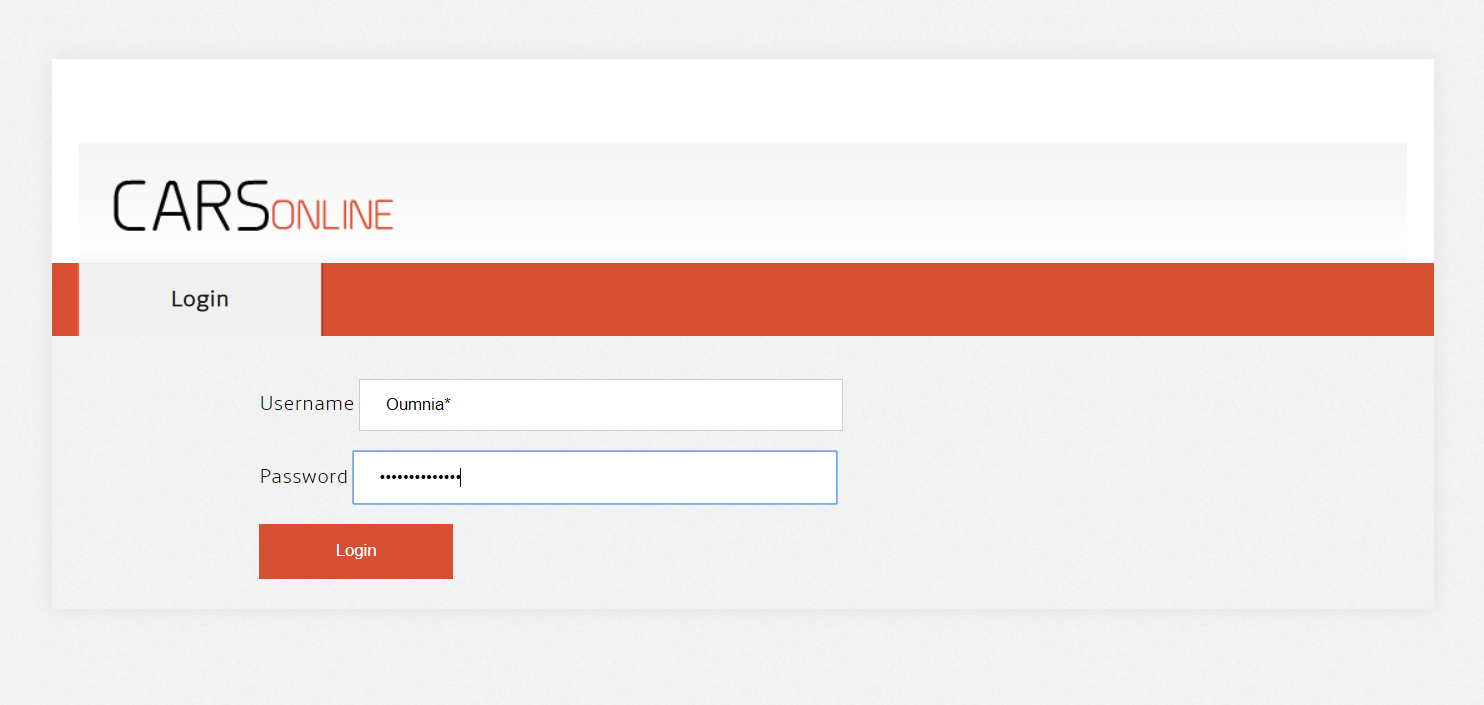 CARSONLINE
Login
Username Oumnia*
Password ••••••••••••••
Login